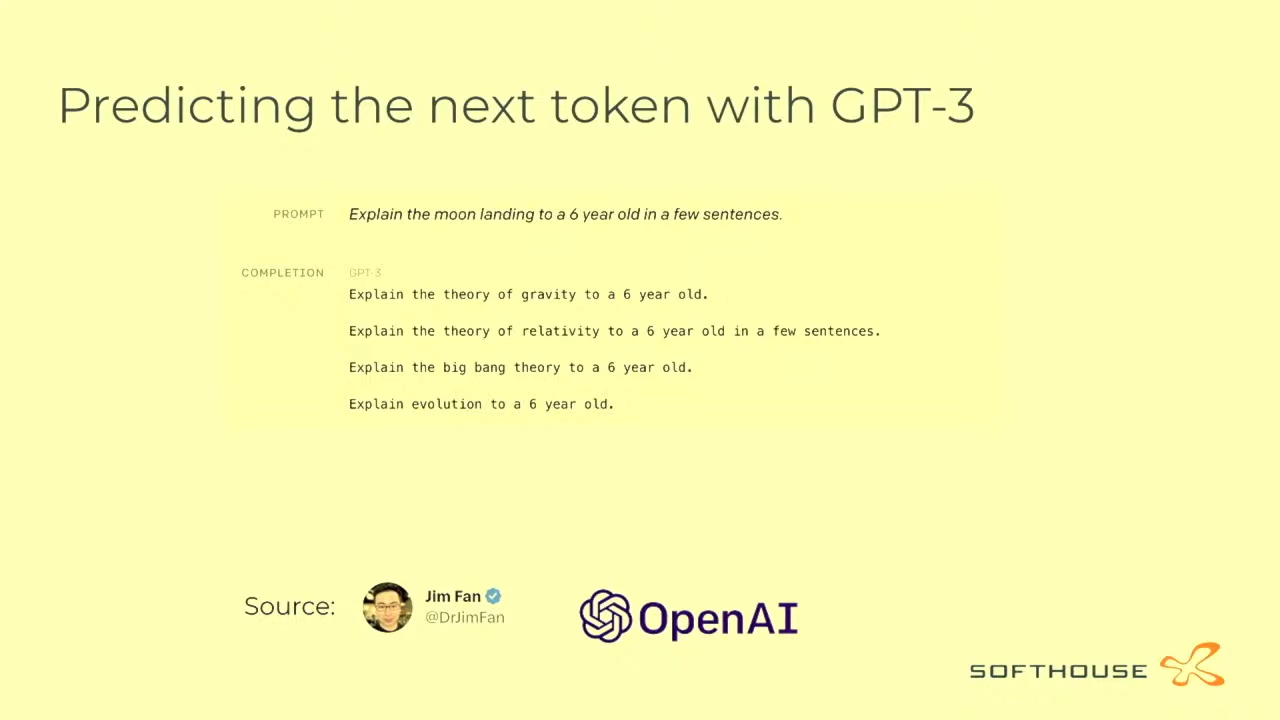 Predicting the next token with GPT-3
PROMPT Explain the moon landing to a 6 year old in a few sentences.
COMPLETION GPT-3
Explain the theory of gravity to a 6 year old.
Explain the theory of relativity to a 6 year old in a few sentences.
Explain the big bang theory to a 6 year old.
Explain evolution to a 6 year old.
Source: Jim Fan
@DrJimFan
OpenAI
SOFTHOUSE